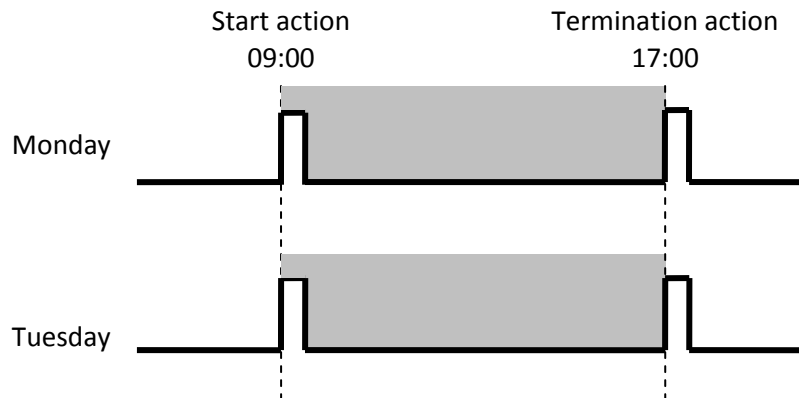 Start action
09:00
Termination action
17:00
Monday
Tuesday